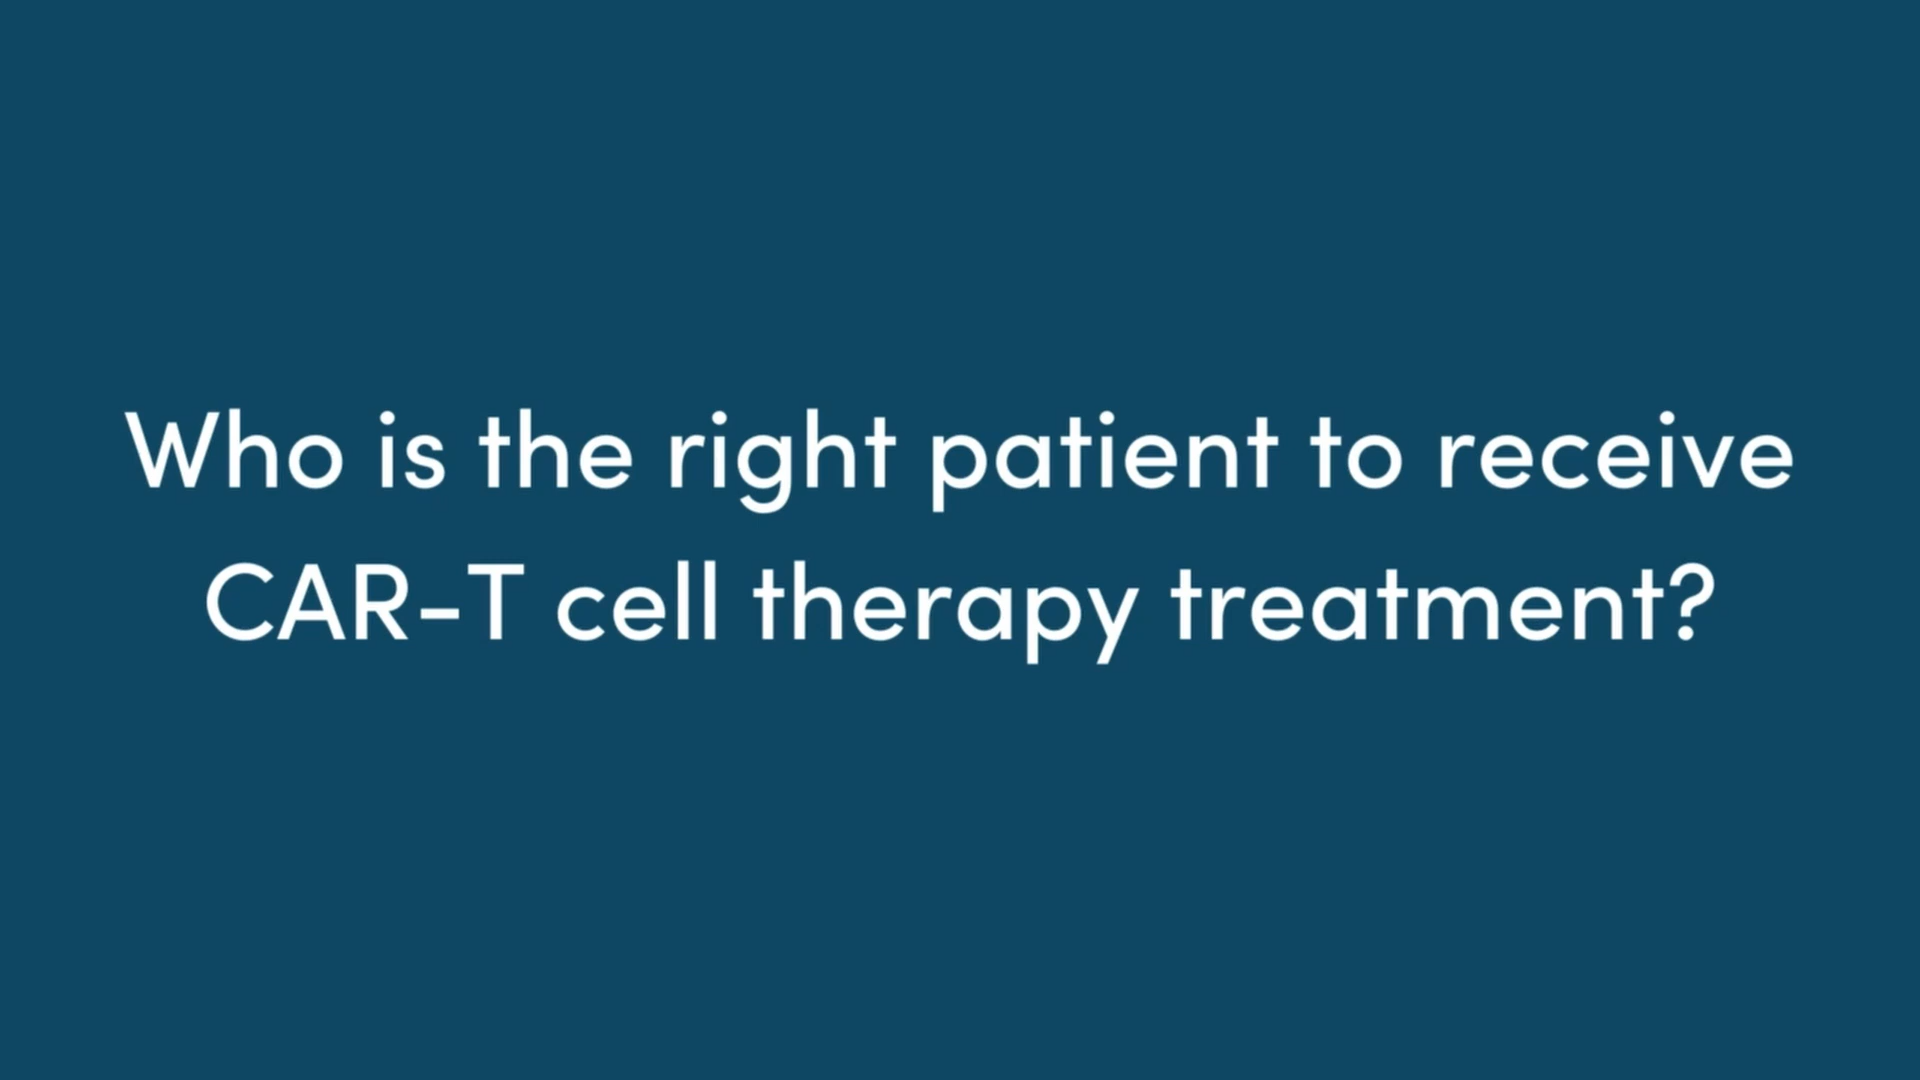 Who is the right patient to receive
CAR-T cell therapy treatment?